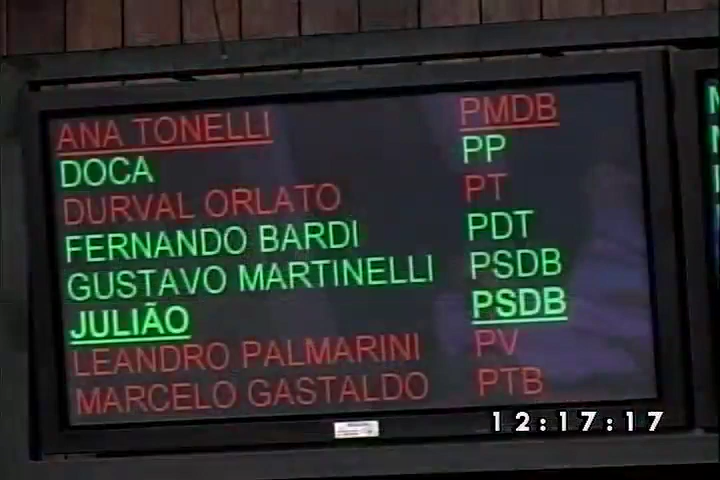 ANA TONELLI PMDB
DOCA PP
DURVAL ORLATO PT
FERNANDO BARDI PDT
GUSTAVO MARTINELLI PSDB
JULIÃO PSDB
LEANDRO PALMARINI PV
MARCELO GASTALDO PTB
12:17:17